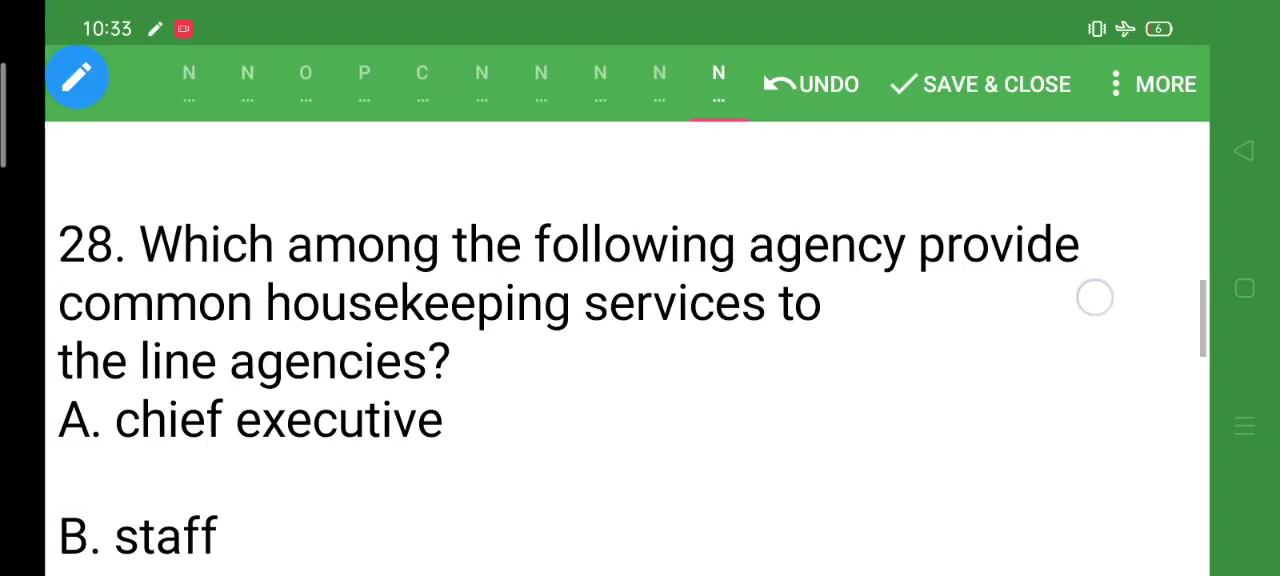 10:33
6
N N O P C N N N N N
... ... ... ... ... ... ... ... ... ...
UNDO SAVE & CLOSE MORE
28. Which among the following agency provide
common housekeeping services to
the line agencies?
A. chief executive
B. staff